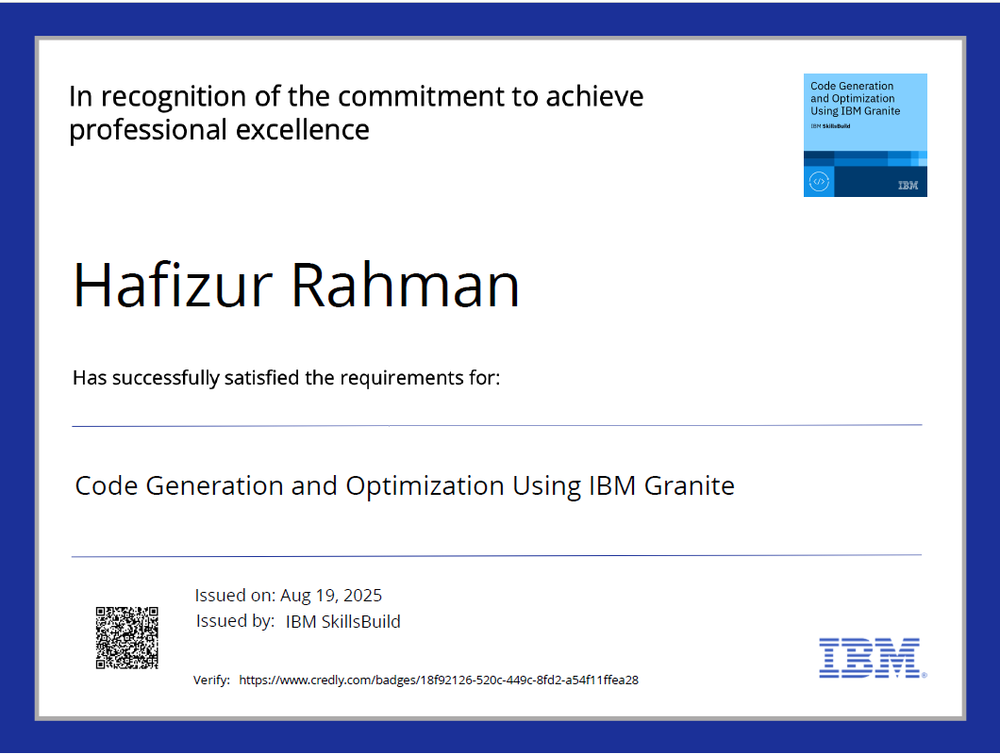 In recognition of the commitment to achieve
professional excellence
Code Generation
and Optimization
Using IBM Granite
IBM SkillsBuild
</>
IBM
Hafizur Rahman
Has successfully satisfied the requirements for:
Code Generation and Optimization Using IBM Granite
Issued on: Aug 19, 2025
Issued by: IBM SkillsBuild
Verify: https://www.credly.com/badges/18f92126-520c-449c-8fd2-a54f11ffea28
IBM®